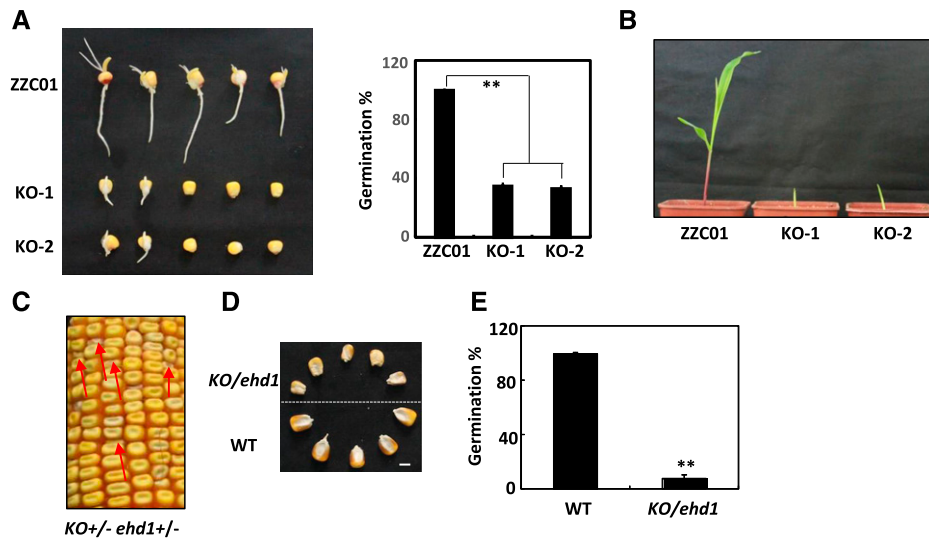 A
B
ZZC01
KO-1
KO-2
Germination %
120
80
40
0
**
ZZC01 KO-1 KO-2
ZZC01 KO-1 KO-2
C
D
E
KO+/- ehd1+/-
KO/ehd1
WT
Germination %
120
80
40
0
**
WT KO/ehd1